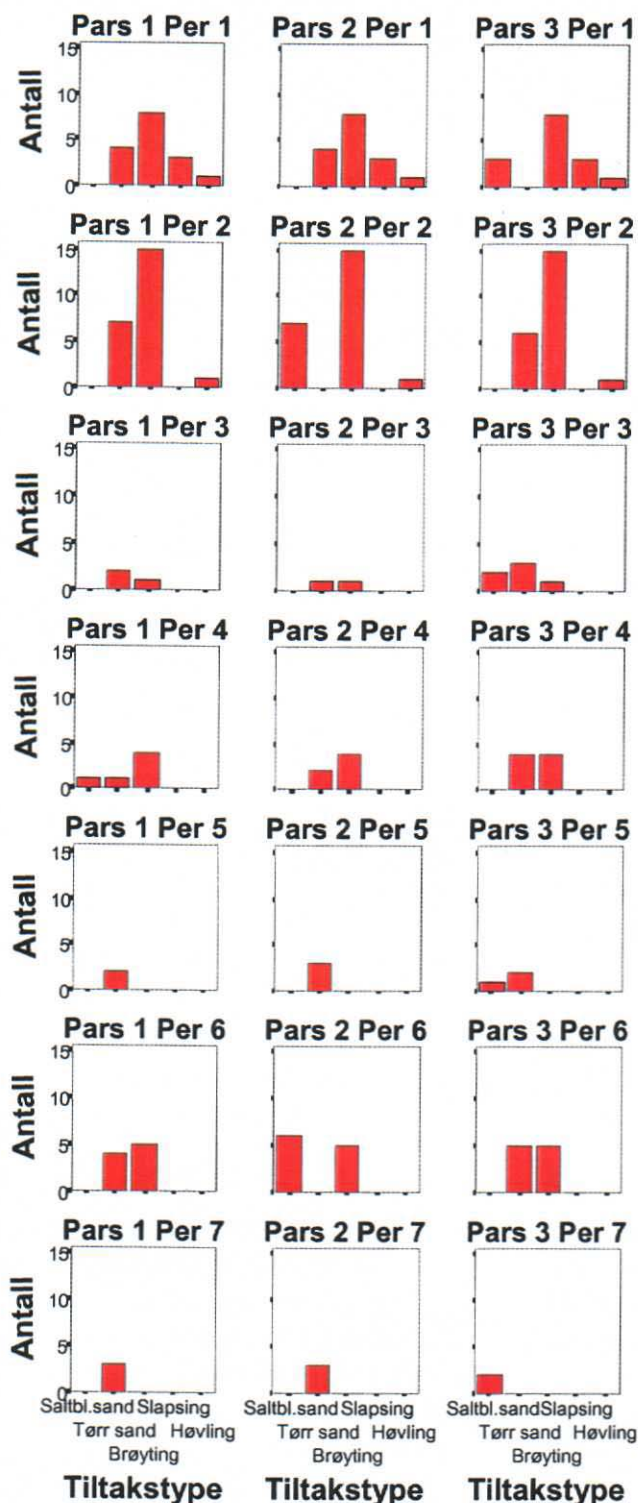 Pars 1 Per 1 Pars 2 Per 1 Pars 3 Per 1
15
10
5
0
Antall
Pars 1 Per 2 Pars 2 Per 2 Pars 3 Per 2
15
10
5
0
Antall
Pars 1 Per 3 Pars 2 Per 3 Pars 3 Per 3
15
10
5
0
Antall
Pars 1 Per 4 Pars 2 Per 4 Pars 3 Per 4
15
10
5
0
Antall
Pars 1 Per 5 Pars 2 Per 5 Pars 3 Per 5
15
10
5
0
Antall
Pars 1 Per 6 Pars 2 Per 6 Pars 3 Per 6
15
10
5
0
Antall
Pars 1 Per 7 Pars 2 Per 7 Pars 3 Per 7
15
10
5
0
Antall
Saltbl.sand Slapsing Saltbl.sand Slapsing Saltbl.sand Slapsing
Tørr sand Høvling Tørr sand Høvling Tørr sand Høvling
Brøyting Brøyting Brøyting
Tiltakstype Tiltakstype Tiltakstype